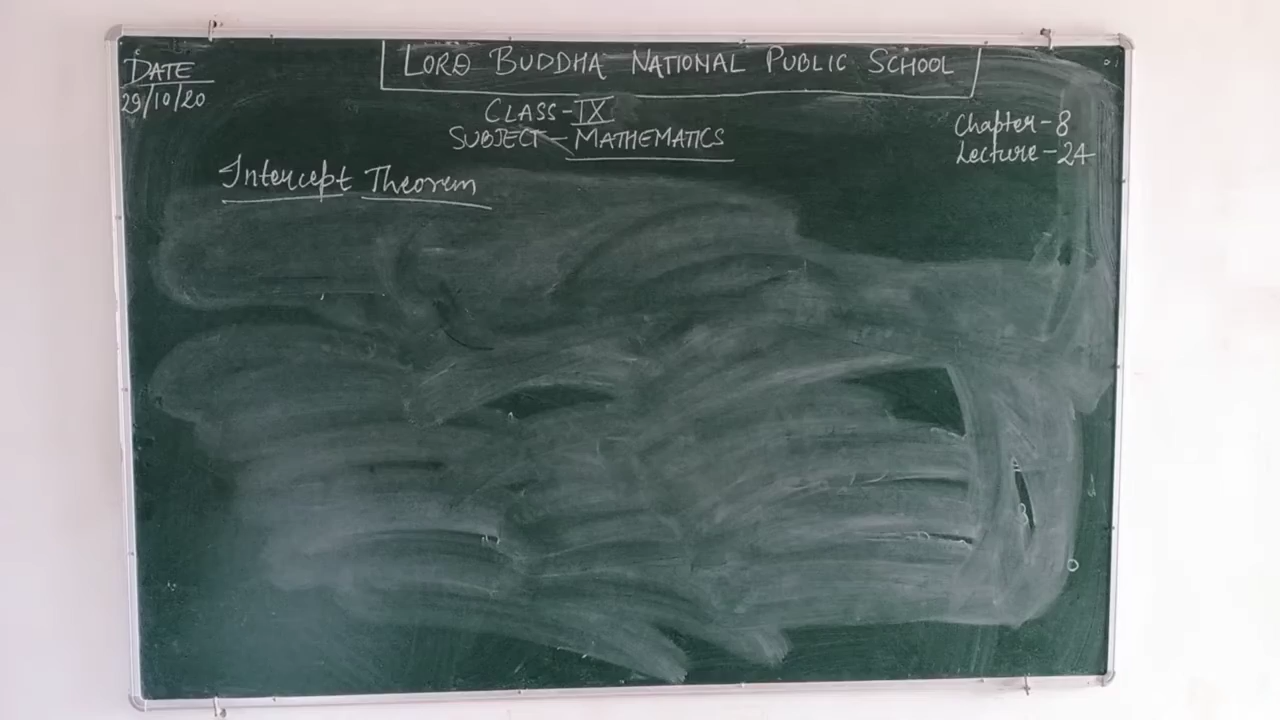 LORD BUDDHA NATIONAL PUBLIC SCHOOL
DATE
29/10/20
CLASS-IX
SUBJECT-MATHEMATICS
Chapter-8
Lecture-24
Intercept Theorem